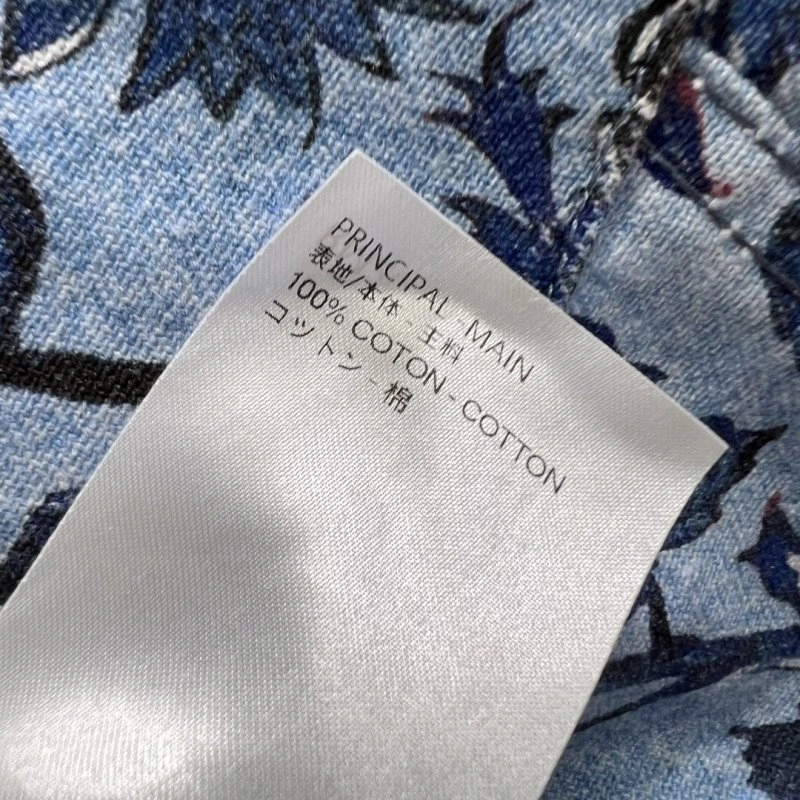 PRINCIPAL - MAIN
表地/本体 - 主料
100% COTON - COTTON
コットン - 棉